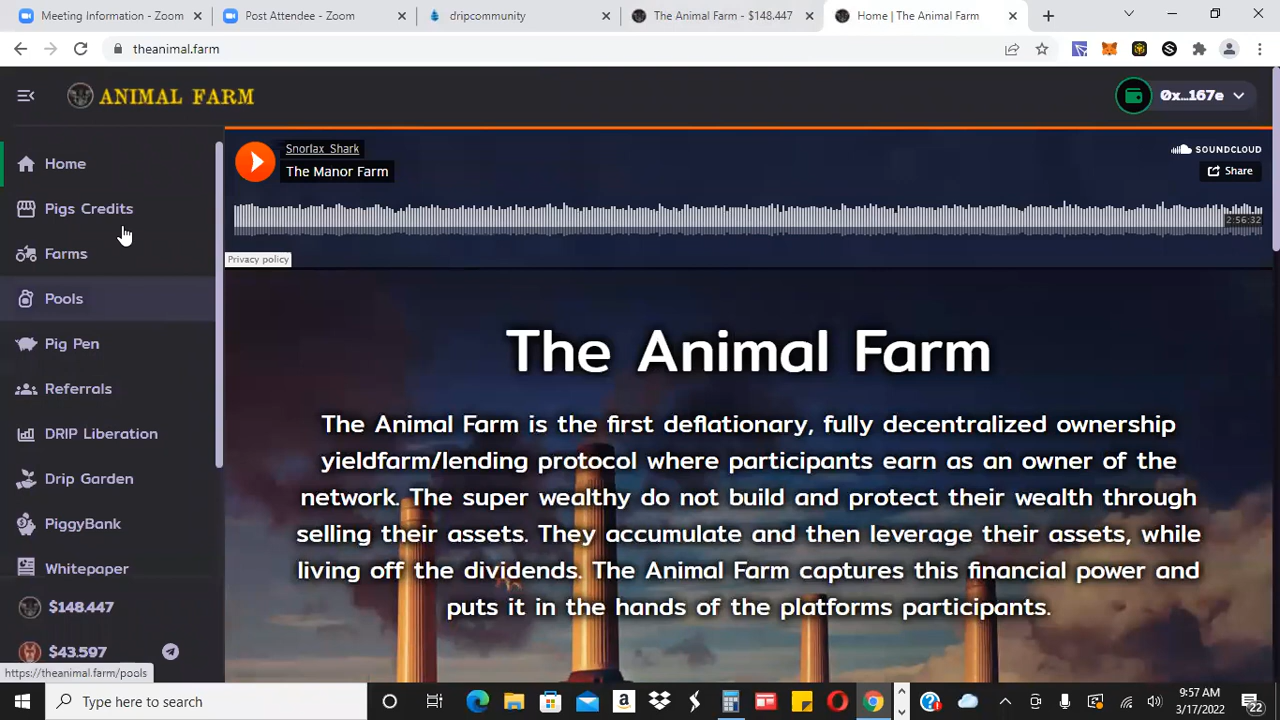 Meeting Information - Zoom
Post Attendee - Zoom
dripcommunity
The Animal Farm - $148.447
Home | The Animal Farm
theanimal.farm
ANIMAL FARM
0x...167e
Home
Pigs Credits
Farms
Pools
Pig Pen
Referrals
DRIP Liberation
Drip Garden
PiggyBank
Whitepaper
$148.447
$43.597
https://theanimal.farm/pools
Snorlax_Shark
The Manor Farm
SOUNDCLOUD
Share
2:56:32
Privacy policy
The Animal Farm
The Animal Farm is the first deflationary, fully decentralized ownership
yieldfarm/lending protocol where participants earn as an owner of the
network. The super wealthy do not build and protect their wealth through
selling their assets. They accumulate and then leverage their assets, while
living off the dividends. The Animal Farm captures this financial power and
puts it in the hands of the platforms participants.
Type here to search
9:57 AM
3/17/2022
22